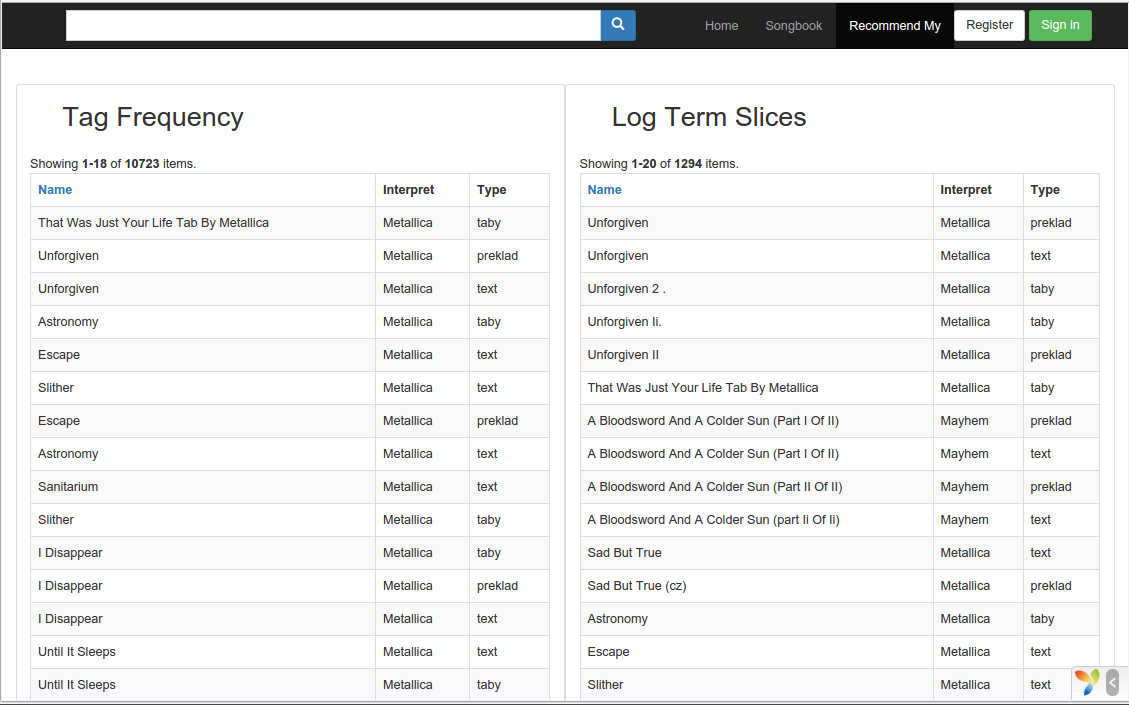 Home Songbook Recommend My Register Sign in
Tag Frequency
Showing 1-18 of 10723 items.
Name Interpret Type
That Was Just Your Life Tab By Metallica Metallica taby
Unforgiven Metallica preklad
Unforgiven Metallica text
Astronomy Metallica taby
Escape Metallica text
Slither Metallica text
Escape Metallica preklad
Astronomy Metallica text
Sanitarium Metallica text
Slither Metallica taby
I Disappear Metallica taby
I Disappear Metallica preklad
I Disappear Metallica text
Until It Sleeps Metallica text
Until It Sleeps Metallica taby
Log Term Slices
Showing 1-20 of 1294 items.
Name Interpret Type
Unforgiven Metallica preklad
Unforgiven Metallica text
Unforgiven 2 . Metallica taby
Unforgiven Ii. Metallica taby
Unforgiven II Metallica preklad
That Was Just Your Life Tab By Metallica Metallica taby
A Bloodsword And A Colder Sun (Part I Of II) Mayhem preklad
A Bloodsword And A Colder Sun (Part I Of II) Mayhem text
A Bloodsword And A Colder Sun (Part II Of II) Mayhem preklad
A Bloodsword And A Colder Sun (part Ii Of Ii) Mayhem text
Sad But True Metallica text
Sad But True (cz) Metallica preklad
Astronomy Metallica taby
Escape Metallica text
Slither Metallica text